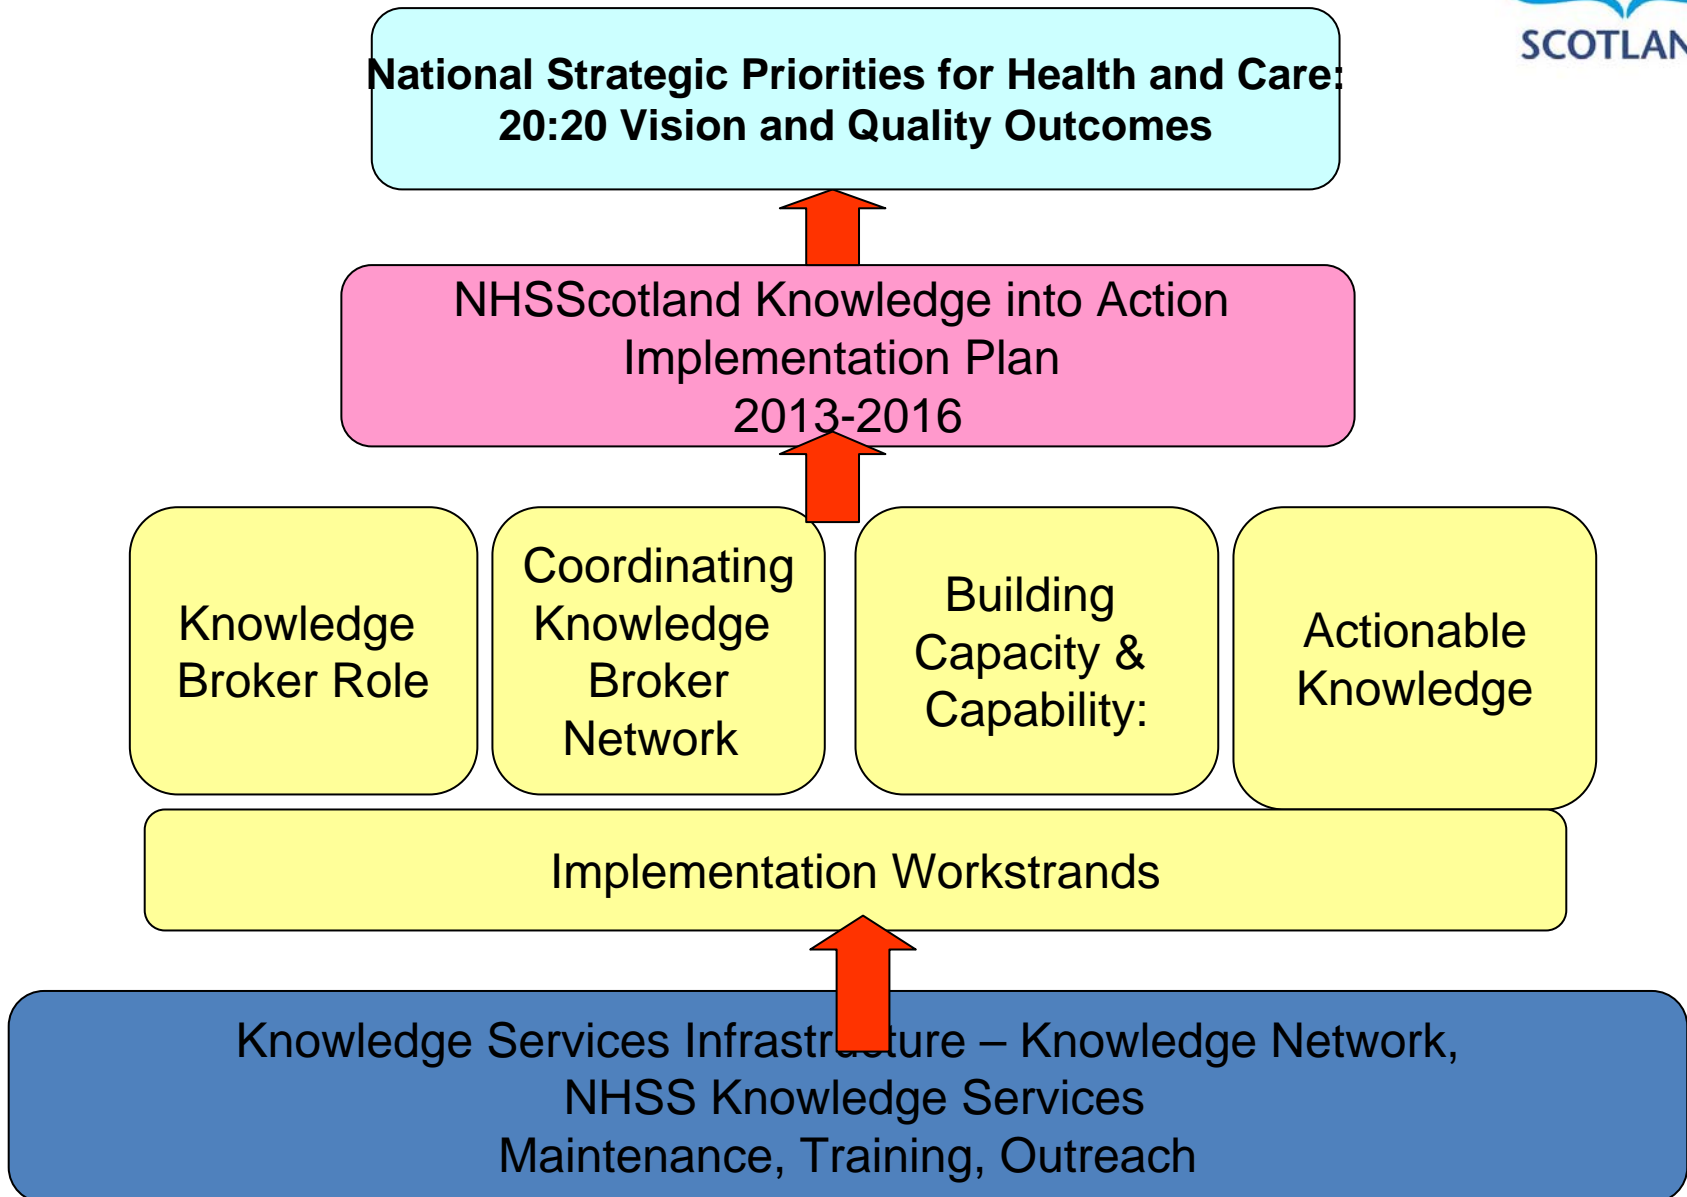 SCOTLAN
National Strategic Priorities for Health and Care:
20:20 Vision and Quality Outcomes
NHSScotland Knowledge into Action
Implementation Plan
2013-2016
Knowledge
Broker Role
Coordinating
Knowledge
Broker
Network
Building
Capacity &
Capability:
Actionable
Knowledge
Implementation Workstrands
Knowledge Services Infrastructure – Knowledge Network,
NHSS Knowledge Services
Maintenance, Training, Outreach